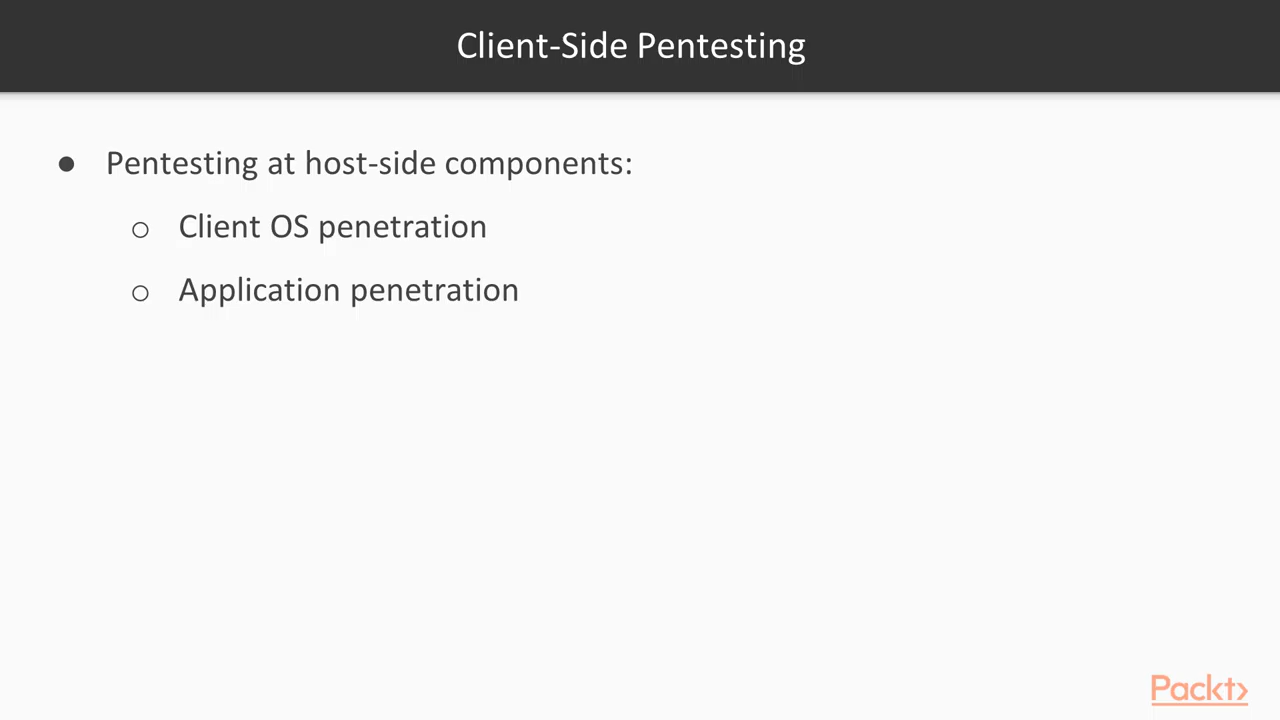 Client-Side Pentesting
● Pentesting at host-side components:
○ Client OS penetration
○ Application penetration
Packt>